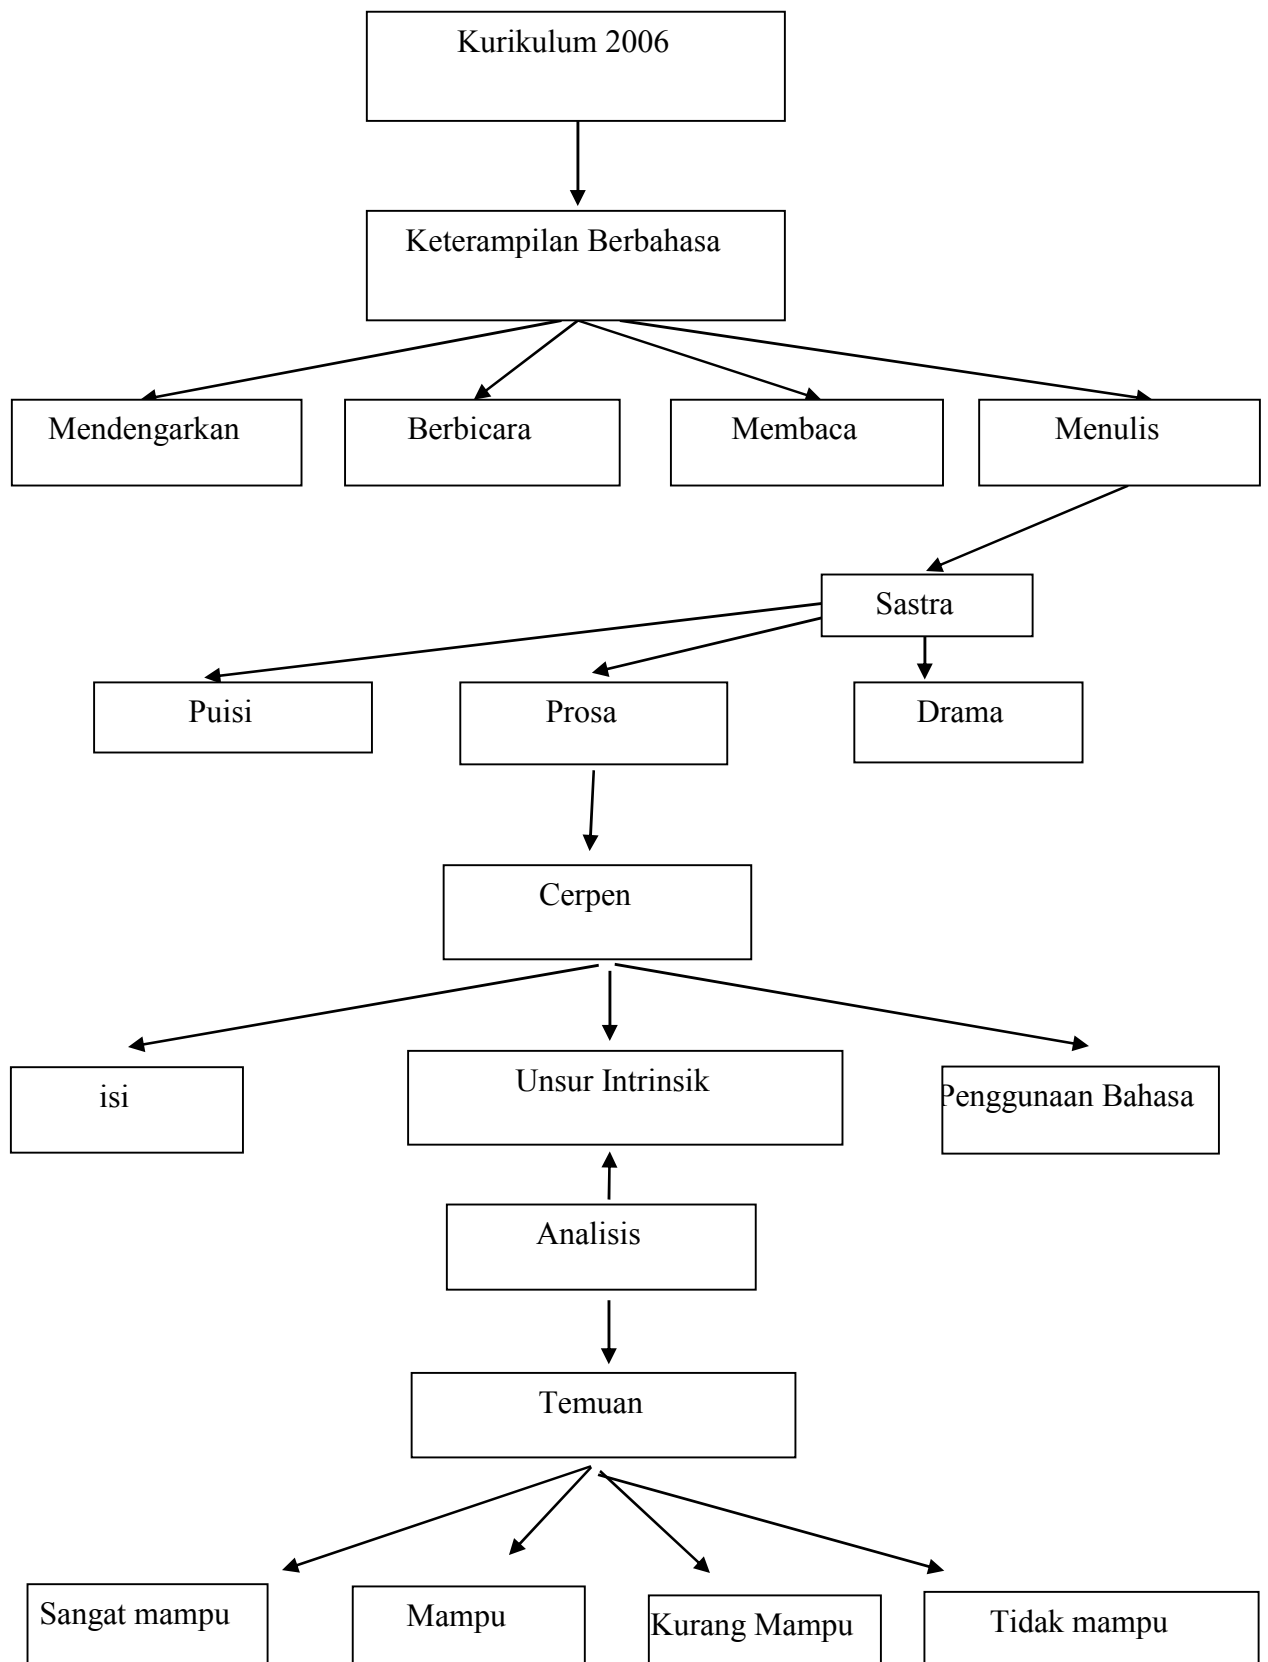 Kurikulum 2006
Keterampilan Berbahasa
Mendengarkan
Berbicara
Membaca
Menulis
Sastra
Puisi
Prosa
Drama
Cerpen
isi
Unsur Intrinsik
Penggunaan Bahasa
Analisis
Temuan
Sangat mampu
Mampu
Kurang Mampu
Tidak mampu